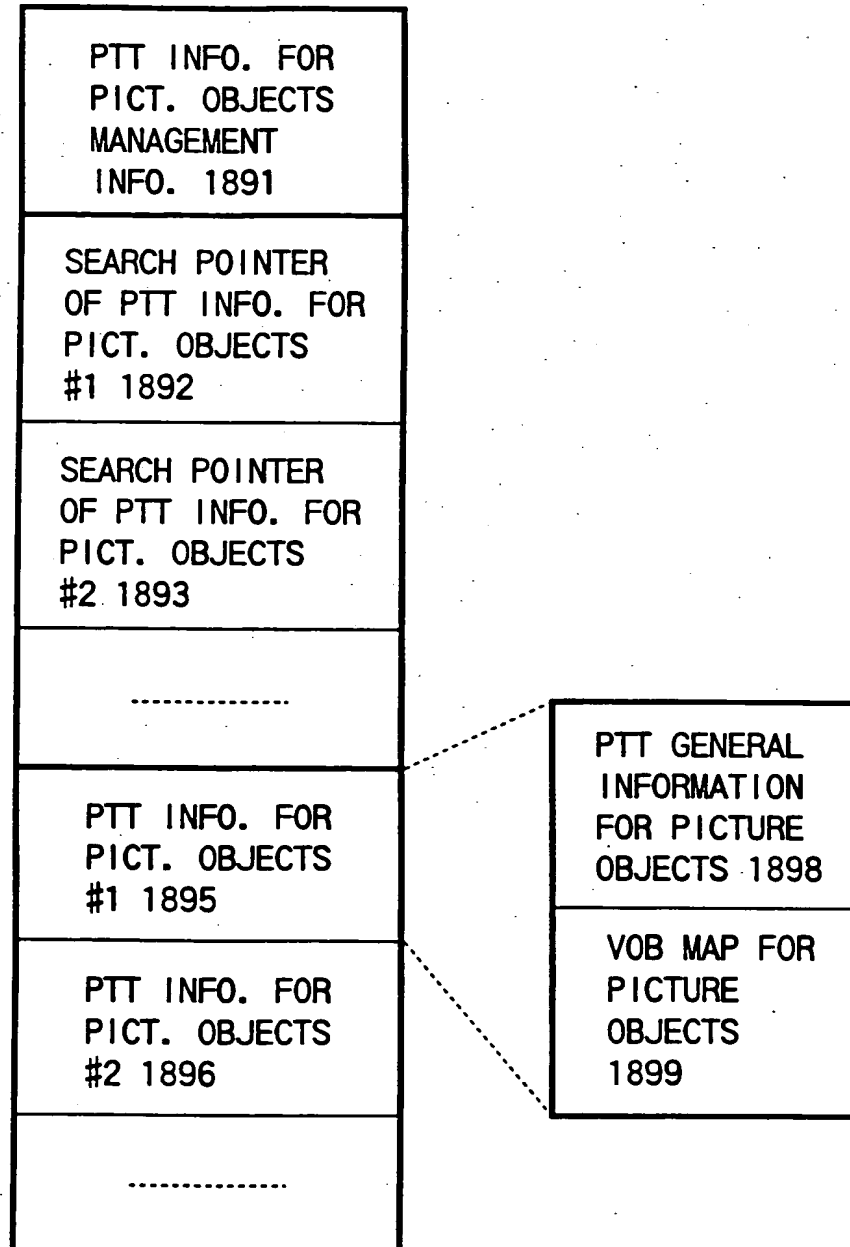 PTT INFO. FOR
PICT. OBJECTS
MANAGEMENT
INFO. 1891
SEARCH POINTER
OF PTT INFO. FOR
PICT. OBJECTS
#1 1892
SEARCH POINTER
OF PTT INFO. FOR
PICT. OBJECTS
#2 1893
PTT INFO. FOR
PICT. OBJECTS
#1 1895
PTT INFO. FOR
PICT. OBJECTS
#2 1896
PTT GENERAL
INFORMATION
FOR PICTURE
OBJECTS 1898
VOB MAP FOR
PICTURE
OBJECTS
1899